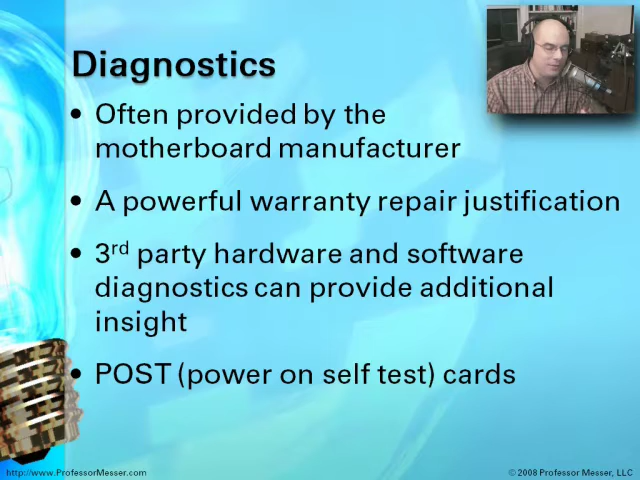 Diagnostics
• Often provided by the
motherboard manufacturer
• A powerful warranty repair justification
• 3rd party hardware and software
diagnostics can provide additional
insight
• POST (power on self test) cards
http://www.ProfessorMesser.com
© 2008 Professor Messer, LLC